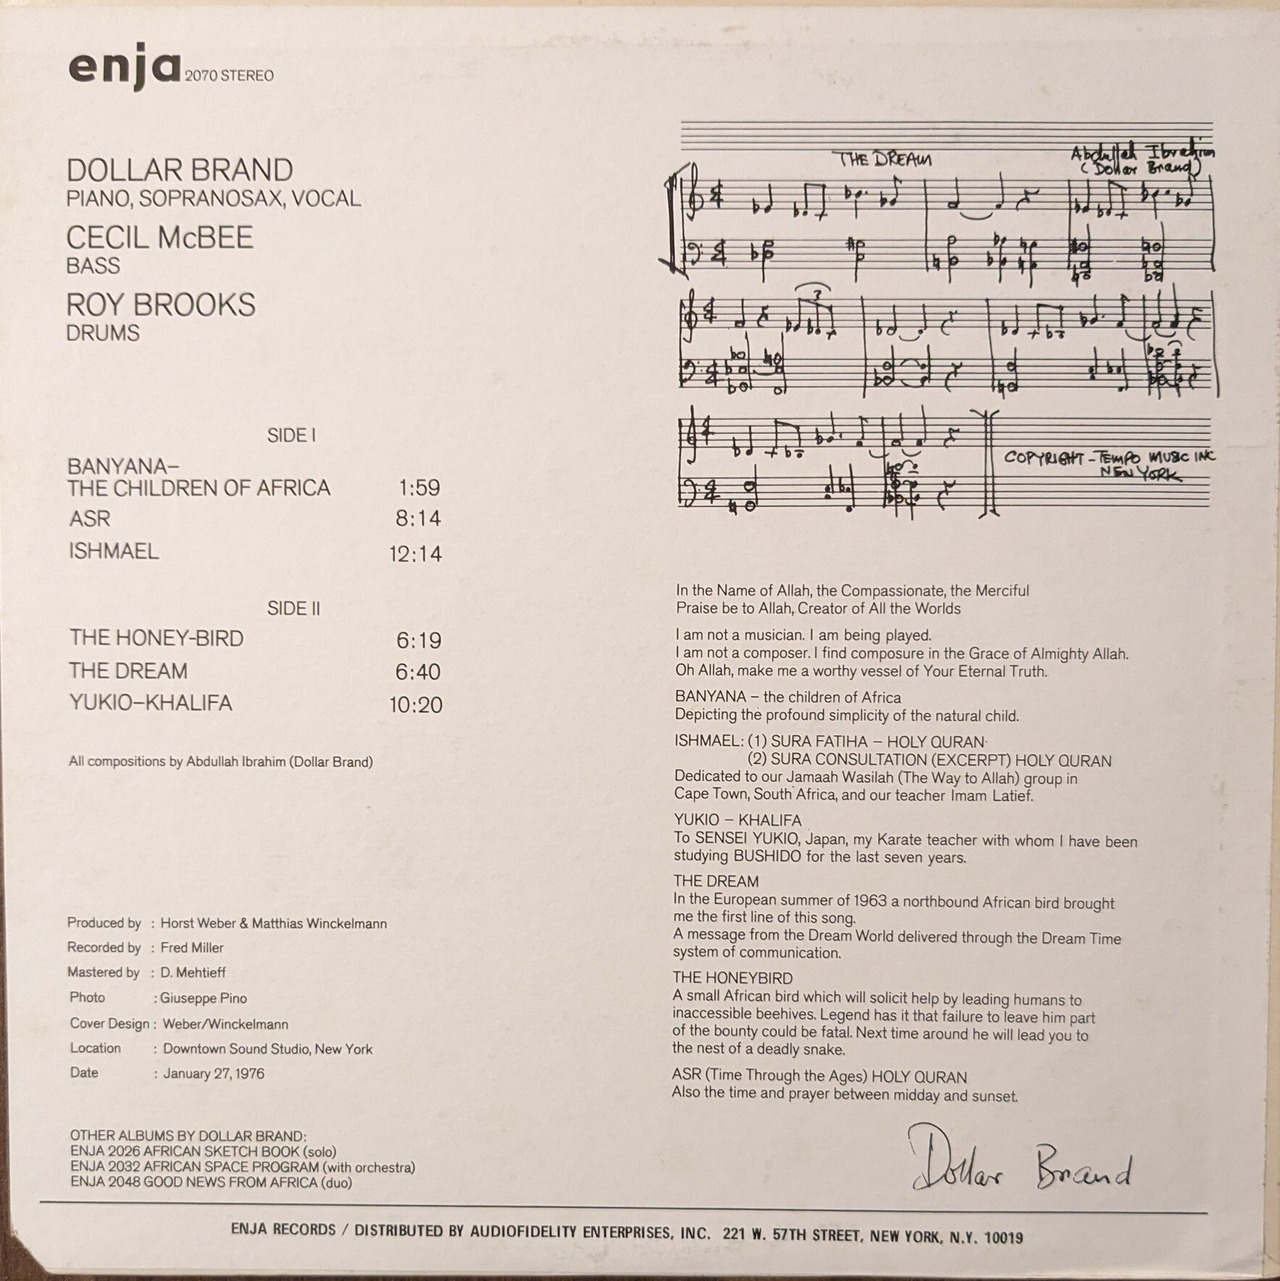 enja 2070 STEREO
DOLLAR BRAND
PIANO, SOPRANOSAX, VOCAL
CECIL McBEE
BASS
ROY BROOKS
DRUMS
SIDE I
BANYANA–
THE CHILDREN OF AFRICA 1:59
ASR 8:14
ISHMAEL 12:14
SIDE II
THE HONEY-BIRD 6:19
THE DREAM 6:40
YUKIO–KHALIFA 10:20
All compositions by Abdullah Ibrahim (Dollar Brand)
Produced by : Horst Weber & Matthias Winckelmann
Recorded by : Fred Miller
Mastered by : D. Mehtieff
Photo : Giuseppe Pino
Cover Design : Weber/Winckelmann
Location : Downtown Sound Studio, New York
Date : January 27, 1976
OTHER ALBUMS BY DOLLAR BRAND:
ENJA 2026 AFRICAN SKETCH BOOK (solo)
ENJA 2032 AFRICAN SPACE PROGRAM (with orchestra)
ENJA 2048 GOOD NEWS FROM AFRICA (duo)
THE DREAM
Abdullah Ibrahim
(Dollar Brand)
3
COPYRIGHT – TEMPO MUSIC INC
NEW YORK
In the Name of Allah, the Compassionate, the Merciful
Praise be to Allah, Creator of All the Worlds
I am not a musician. I am being played.
I am not a composer. I find composure in the Grace of Almighty Allah.
Oh Allah, make me a worthy vessel of Your Eternal Truth.
BANYANA – the children of Africa
Depicting the profound simplicity of the natural child.
ISHMAEL: (1) SURA FATIHA – HOLY QURAN
(2) SURA CONSULTATION (EXCERPT) HOLY QURAN
Dedicated to our Jamaah Wasilah (The Way to Allah) group in
Cape Town, South Africa, and our teacher Imam Latief.
YUKIO – KHALIFA
To SENSEI YUKIO, Japan, my Karate teacher with whom I have been
studying BUSHIDO for the last seven years.
THE DREAM
In the European summer of 1963 a northbound African bird brought
me the first line of this song.
A message from the Dream World delivered through the Dream Time
system of communication.
THE HONEYBIRD
A small African bird which will solicit help by leading humans to
inaccessible beehives. Legend has it that failure to leave him part
of the bounty could be fatal. Next time around he will lead you to
the nest of a deadly snake.
ASR (Time Through the Ages) HOLY QURAN
Also the time and prayer between midday and sunset.
Dollar Brand
ENJA RECORDS / DISTRIBUTED BY AUDIOFIDELITY ENTERPRISES, INC. 221 W. 57TH STREET, NEW YORK, N.Y. 10019